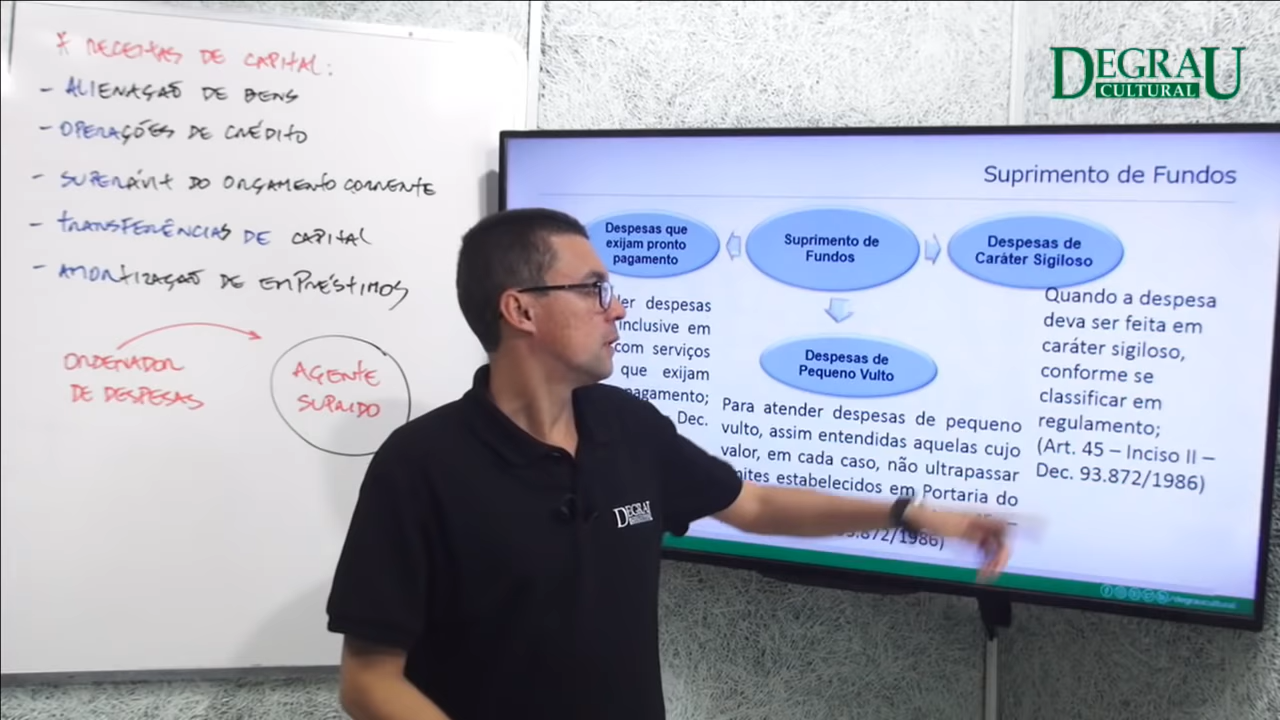 * RECEITAS DE CAPITAL:
- ALIENAÇÃO DE BENS
- OPERAÇÕES DE CRÉDITO
- SUPERÁVIT DO ORÇAMENTO CORRENTE
- TRANSFERÊNCIAS DE CAPITAL
- AMORTIZAÇÃO DE EMPRÉSTIMOS
ORDENADOR
DE DESPESAS
AGENTE
SUPRIDO
DEGRAU
CULTURAL
Suprimento de Fundos
Despesas que
exijam pronto
pagamento
despesas
inclusive em
com serviços
que exijam
pagamento;
Dec.
Suprimento de
Fundos
Despesas de
Pequeno Vulto
Para atender despesas de pequeno
vulto, assim entendidas aquelas cujo
valor, em cada caso, não ultrapassar
estabelecidos em Portaria do
93.872/1986)
Despesas de
Caráter Sigiloso
Quando a despesa
deva ser feita em
caráter sigiloso,
conforme se
classificar em
regulamento;
(Art. 45 – Inciso II –
Dec. 93.872/1986)
/degraucultural
DEGRAU